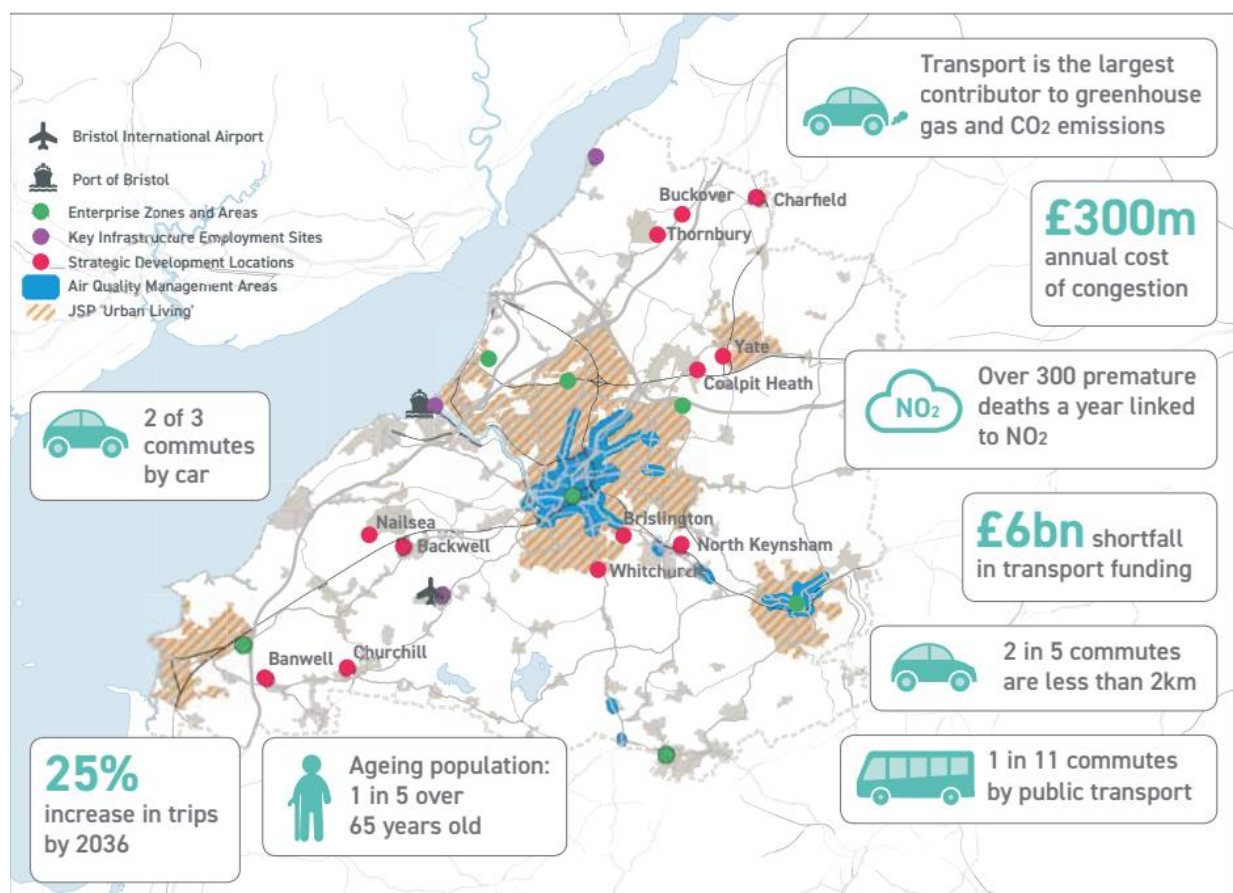 Transport is the largest
contributor to greenhouse
gas and CO2 emissions
Bristol International Airport
Port of Bristol
Enterprise Zones and Areas
Key Infrastructure Employment Sites
Strategic Development Locations
Air Quality Management Areas
JSP 'Urban Living'
Buckover
Charfield
Thornbury
£300m
annual cost
of congestion
Yate
Coalpit Heath
NO2
Over 300 premature
deaths a year linked
to NO2
2 of 3
commutes
by car
Nailsea
Backwell
Brislington
North Keynsham
Whitchurch
£6bn shortfall
in transport funding
Banwell
Churchill
2 in 5 commutes
are less than 2km
25%
increase in trips
by 2036
Ageing population:
1 in 5 over
65 years old
1 in 11 commutes
by public transport